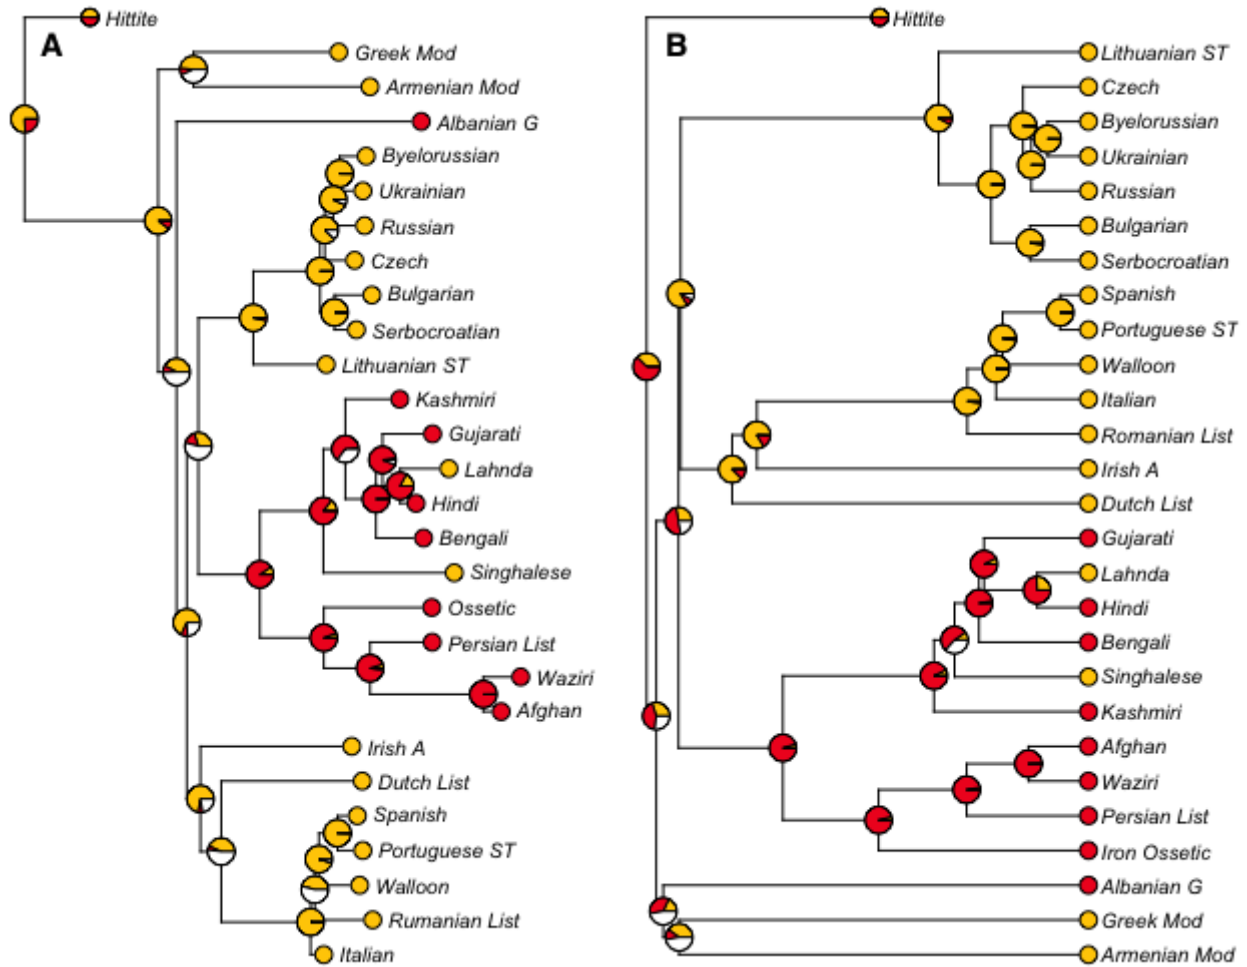 Hittite
A
Greek Mod
Armenian Mod
Albanian G
Byelorussian
Ukrainian
Russian
Czech
Bulgarian
Serbocroatian
Lithuanian ST
Kashmiri
Gujarati
Lahnda
Hindi
Bengali
Singhalese
Ossetic
Persian List
Waziri
Afghan
Irish A
Dutch List
Spanish
Portuguese ST
Walloon
Rumanian List
Italian
Hittite
B
Lithuanian ST
Czech
Byelorussian
Ukrainian
Russian
Bulgarian
Serbocroatian
Spanish
Portuguese ST
Walloon
Italian
Romanian List
Irish A
Dutch List
Gujarati
Lahnda
Hindi
Bengali
Singhalese
Kashmiri
Afghan
Waziri
Persian List
Iron Ossetic
Albanian G
Greek Mod
Armenian Mod